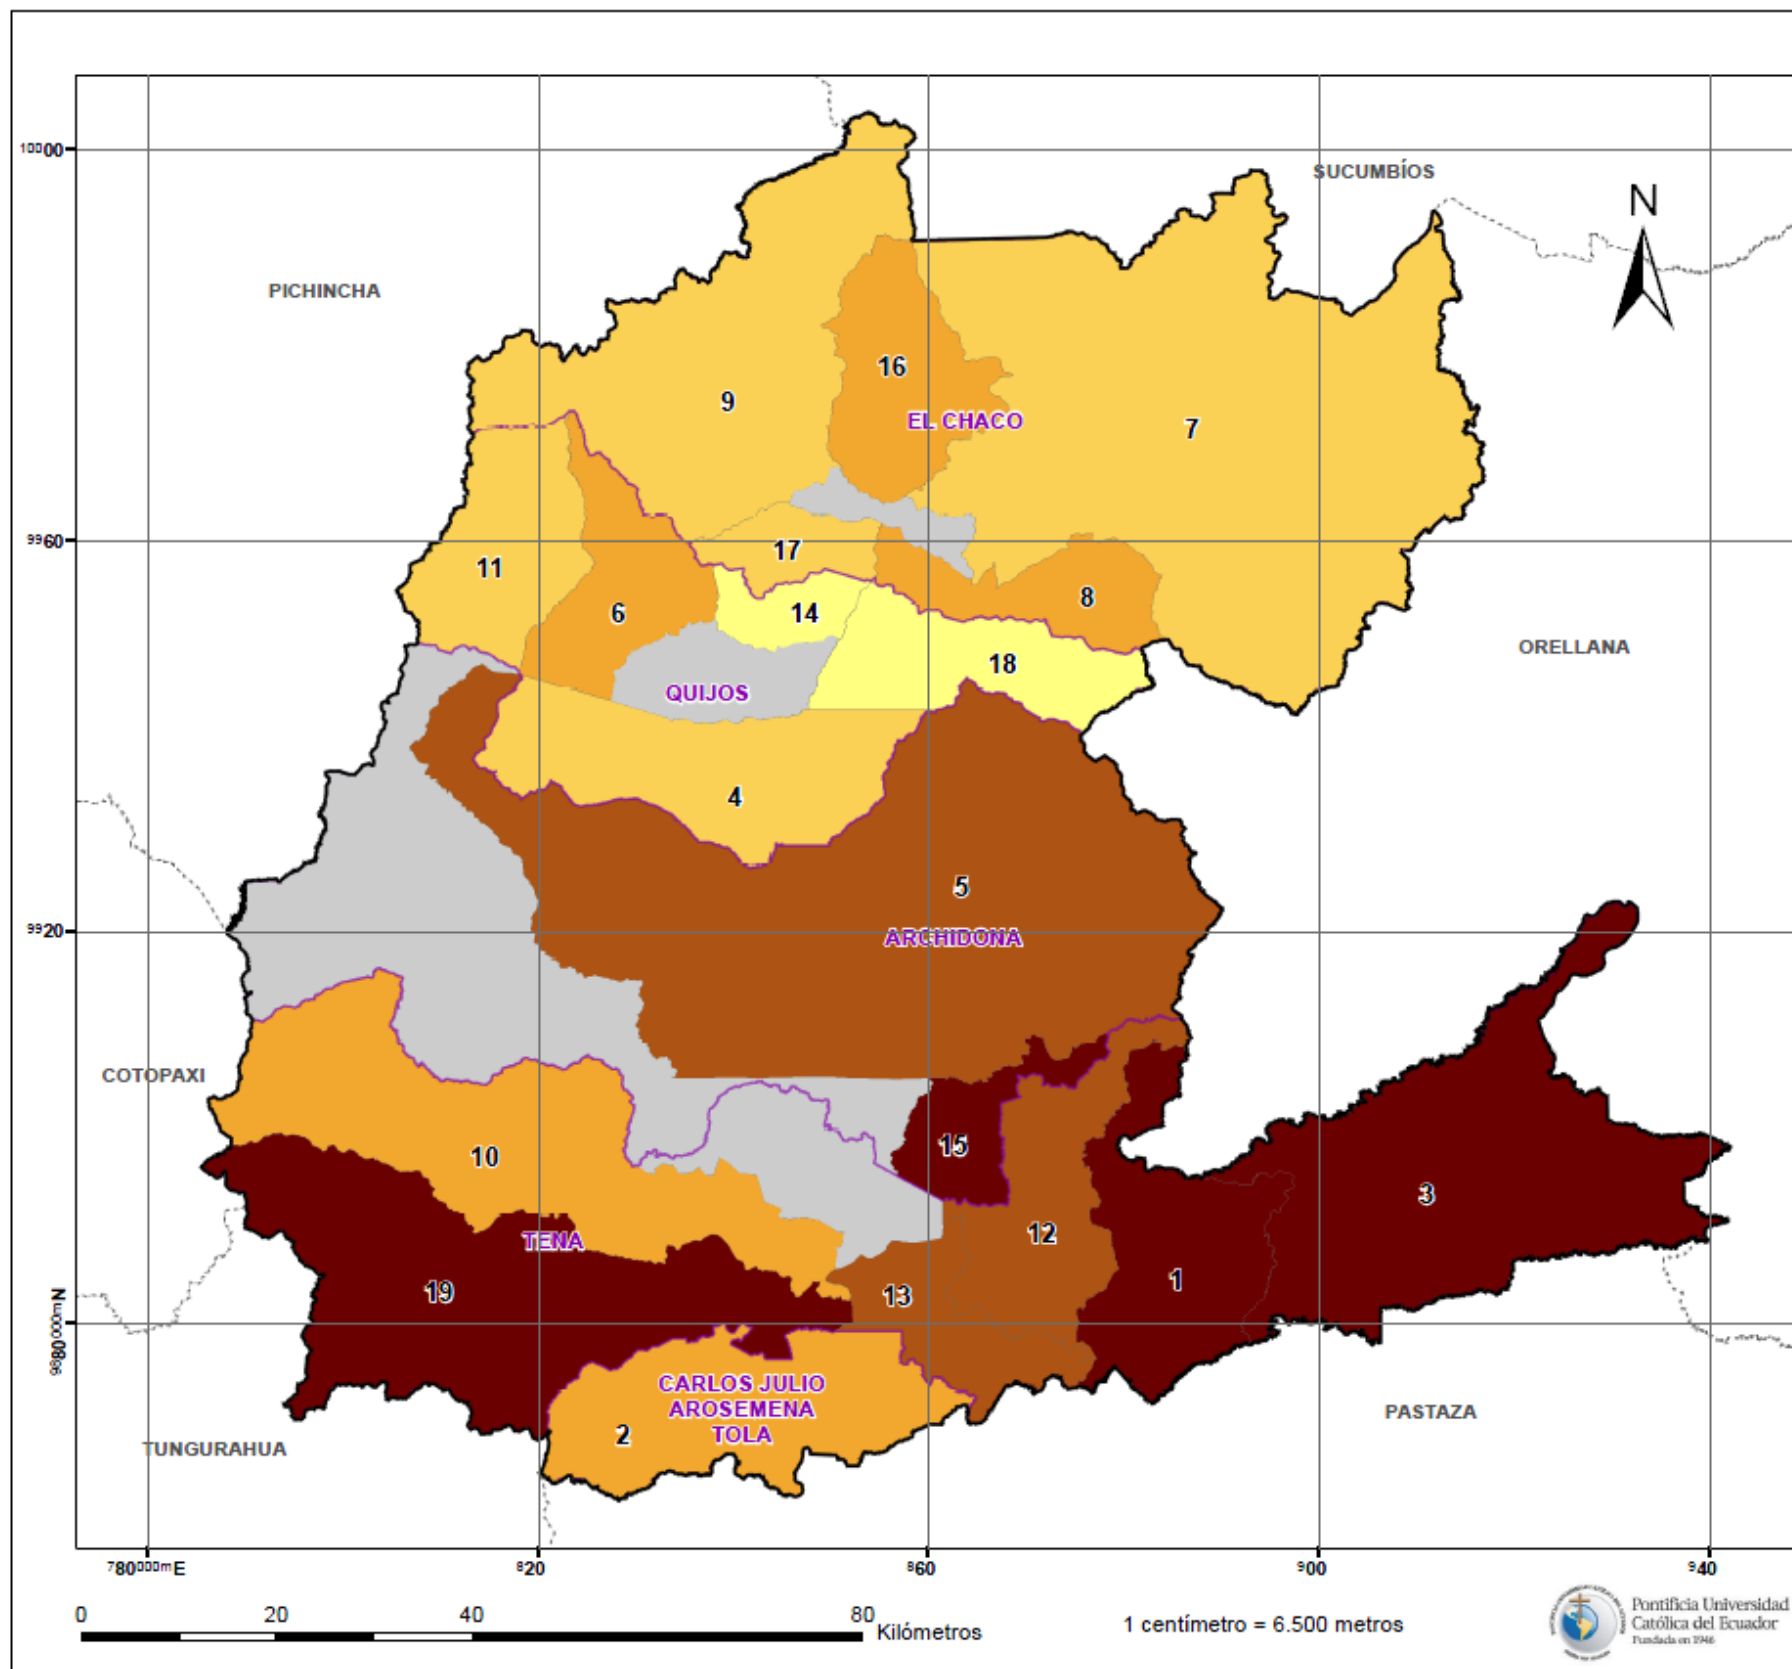 10000
SUCUMBÍOS
N
PICHINCHA
16
9
EL CHACO
7
9960
17
11
8
6
14
ORELLANA
18
QUIJOS
4
5
9920
ARCHIDONA
COTOPAXI
15
10
3
12
TENA
1
19
13
9880000mN
CARLOS JULIO
AROSEMENA
TOLA
PASTAZA
2
TUNGURAHUA
780000mE
820
860
900
940
0 20 40 80
Kilómetros
1 centímetro = 6.500 metros
Pontificia Universidad
Católica del Ecuador
Fundada en 1946